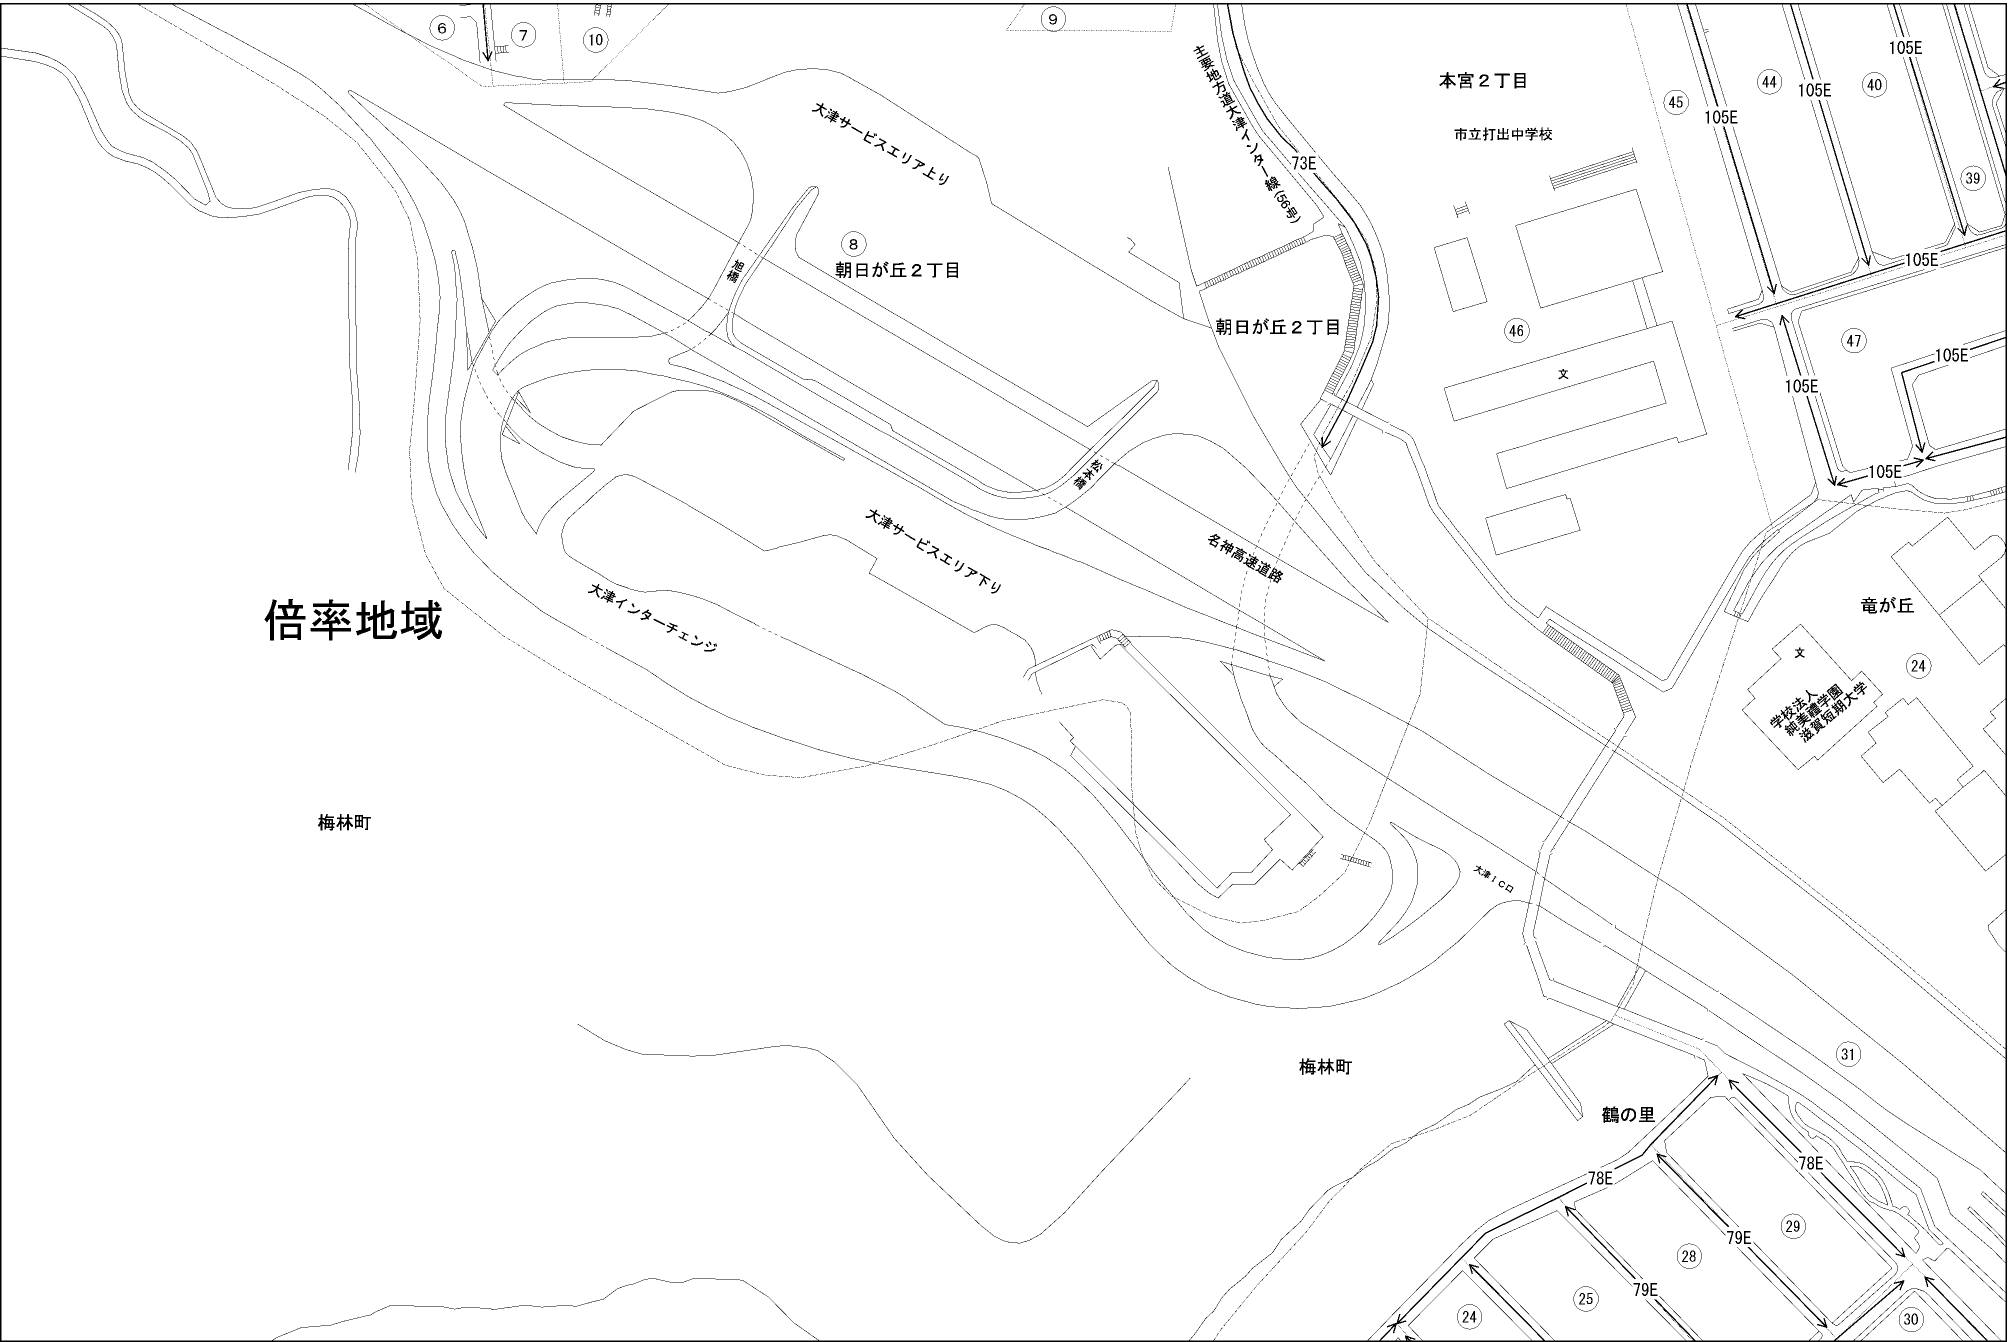 ⑥
⑦
⑩
⑨
大津サービスエリア上り
主要地方道大津インター線(56号)
73E
本宮2丁目
市立打出中学校
45
44
40
39
105E
105E
105E
105E
旭橋
⑧
朝日が丘2丁目
朝日が丘2丁目
46
文
47
105E
105E
105E
松本橋
大津サービスエリア下り
名神高速道路
大津インターチェンジ
倍率地域
竜が丘
文
24
学校法人
純美禮学園
滋賀短期大学
梅林町
大津IC口
31
梅林町
鶴の里
78E
78E
79E
79E
29
28
25
24
30